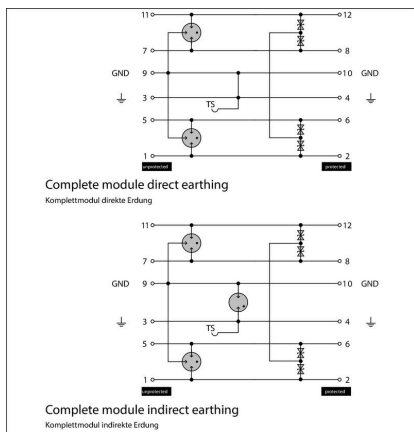 11 12
7 8
GND 9 10 GND
3 4
TS
5 6
1 2
unprotected protected
Complete module direct earthing
Komplettmodul direkte Erdung
11 12
7 8
GND 9 10 GND
3 4
TS
5 6
1 2
unprotected protected
Complete module indirect earthing
Komplettmodul indirekte Erdung